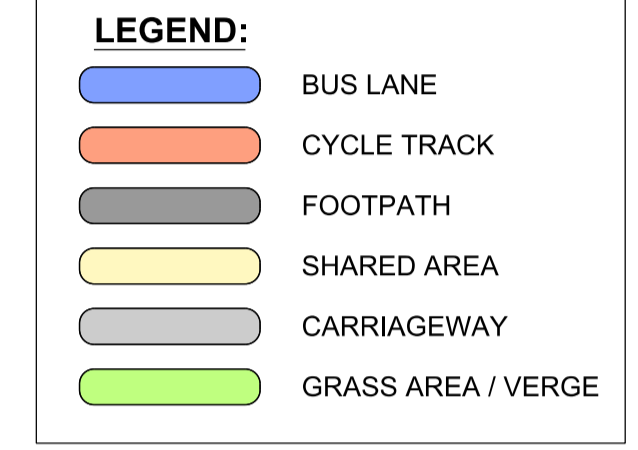 LEGEND:
BUS LANE
CYCLE TRACK
FOOTPATH
SHARED AREA
CARRIAGEWAY
GRASS AREA / VERGE